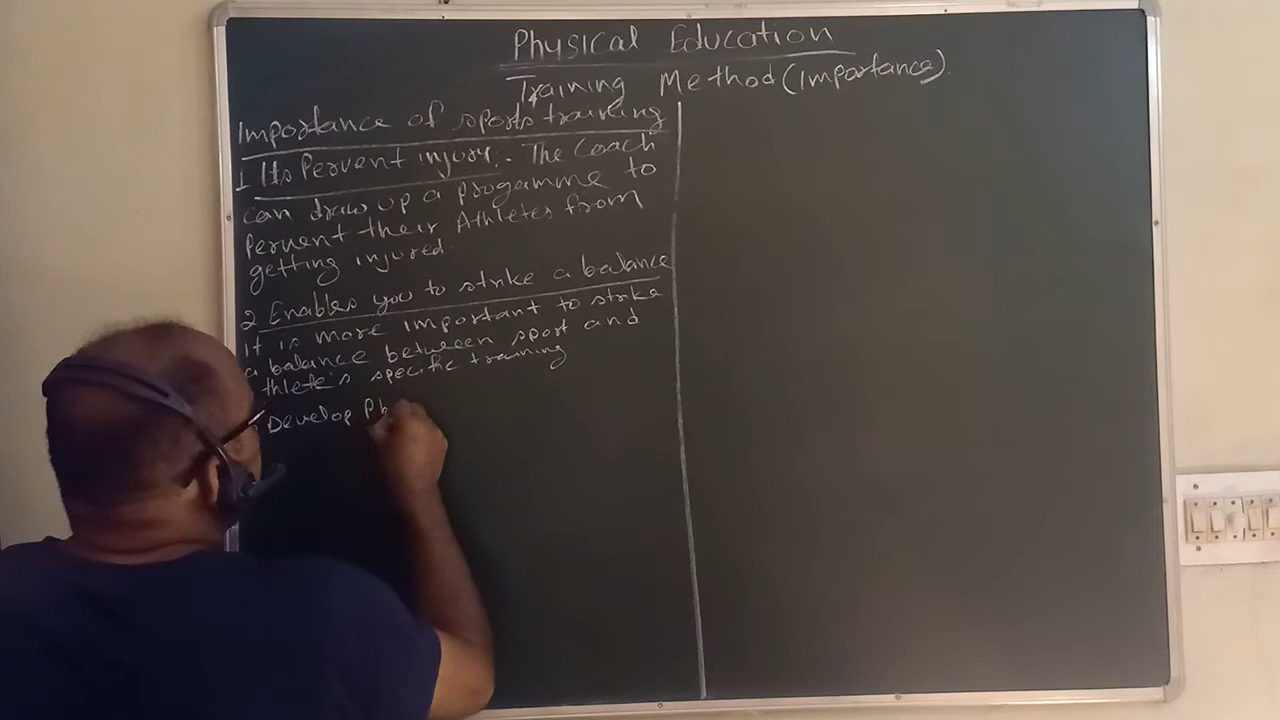 Physical Education
Training Method (Importance)
Importance of sports training
1 Its Pervent injury:- The Coach
can draw up a progamme to
Pervent their Athletes from
getting injured.
2 Enables you to strike a balance
it is more important to strike
a balance between sport and
thlete's specific training
Develop Ph